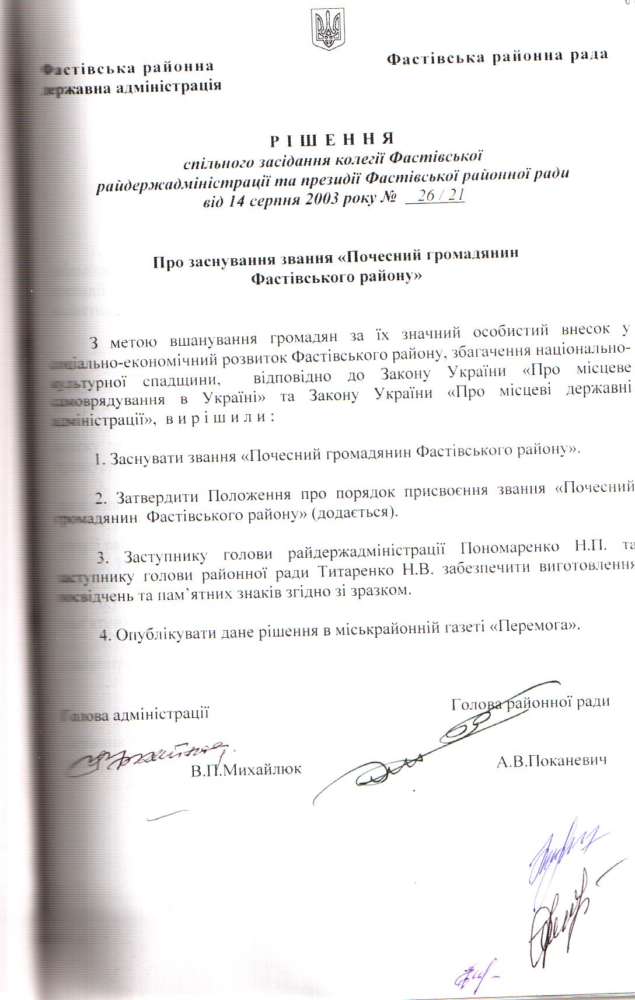 Фастівська районна
державна адміністрація
Фастівська районна рада
Р І Ш Е Н Н Я
спільного засідання колегії Фастівської
райдержадміністрації та президії Фастівської районної ради
від 14 серпня 2003 року № 26 / 21
Про заснування звання «Почесний громадянин
Фастівського району»
З метою вшанування громадян за їх значний особистий внесок у
соціально-економічний розвиток Фастівського району, збагачення національно-
культурної спадщини, відповідно до Закону України «Про місцеве
самоврядування в Україні» та Закону України «Про місцеві державні
адміністрації», в и р і ш и л и :
1. Заснувати звання «Почесний громадянин Фастівського району».
2. Затвердити Положення про порядок присвоєння звання «Почесний
громадянин Фастівського району» (додається).
3. Заступнику голови райдержадміністрації Пономаренко Н.П. та
заступнику голови районної ради Титаренко Н.В. забезпечити виготовлення
посвідчень та пам’ятних знаків згідно зі зразком.
4. Опублікувати дане рішення в міськрайонній газеті «Перемога».
Голова адміністрації
Голова районної ради
В.П.Михайлюк
А.В.Поканевич